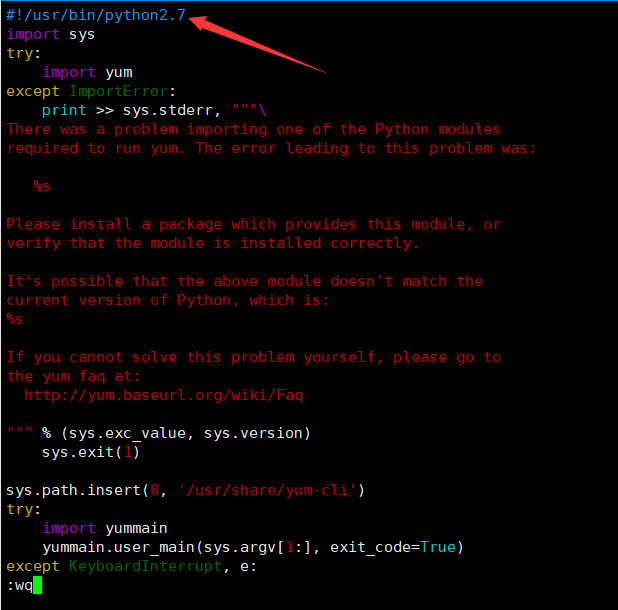 #!/usr/bin/python2.7
import sys
try:
    import yum
except ImportError:
    print >> sys.stderr, """\
There was a problem importing one of the Python modules
required to run yum. The error leading to this problem was:
   %s
Please install a package which provides this module, or
verify that the module is installed correctly.
It's possible that the above module doesn't match the
current version of Python, which is:
%s
If you cannot solve this problem yourself, please go to
the yum faq at:
  http://yum.baseurl.org/wiki/Faq
""" % (sys.exc_value, sys.version)
    sys.exit(1)
sys.path.insert(0, '/usr/share/yum-cli')
try:
    import yummain
    yummain.user_main(sys.argv[1:], exit_code=True)
except KeyboardInterrupt, e:
:wq